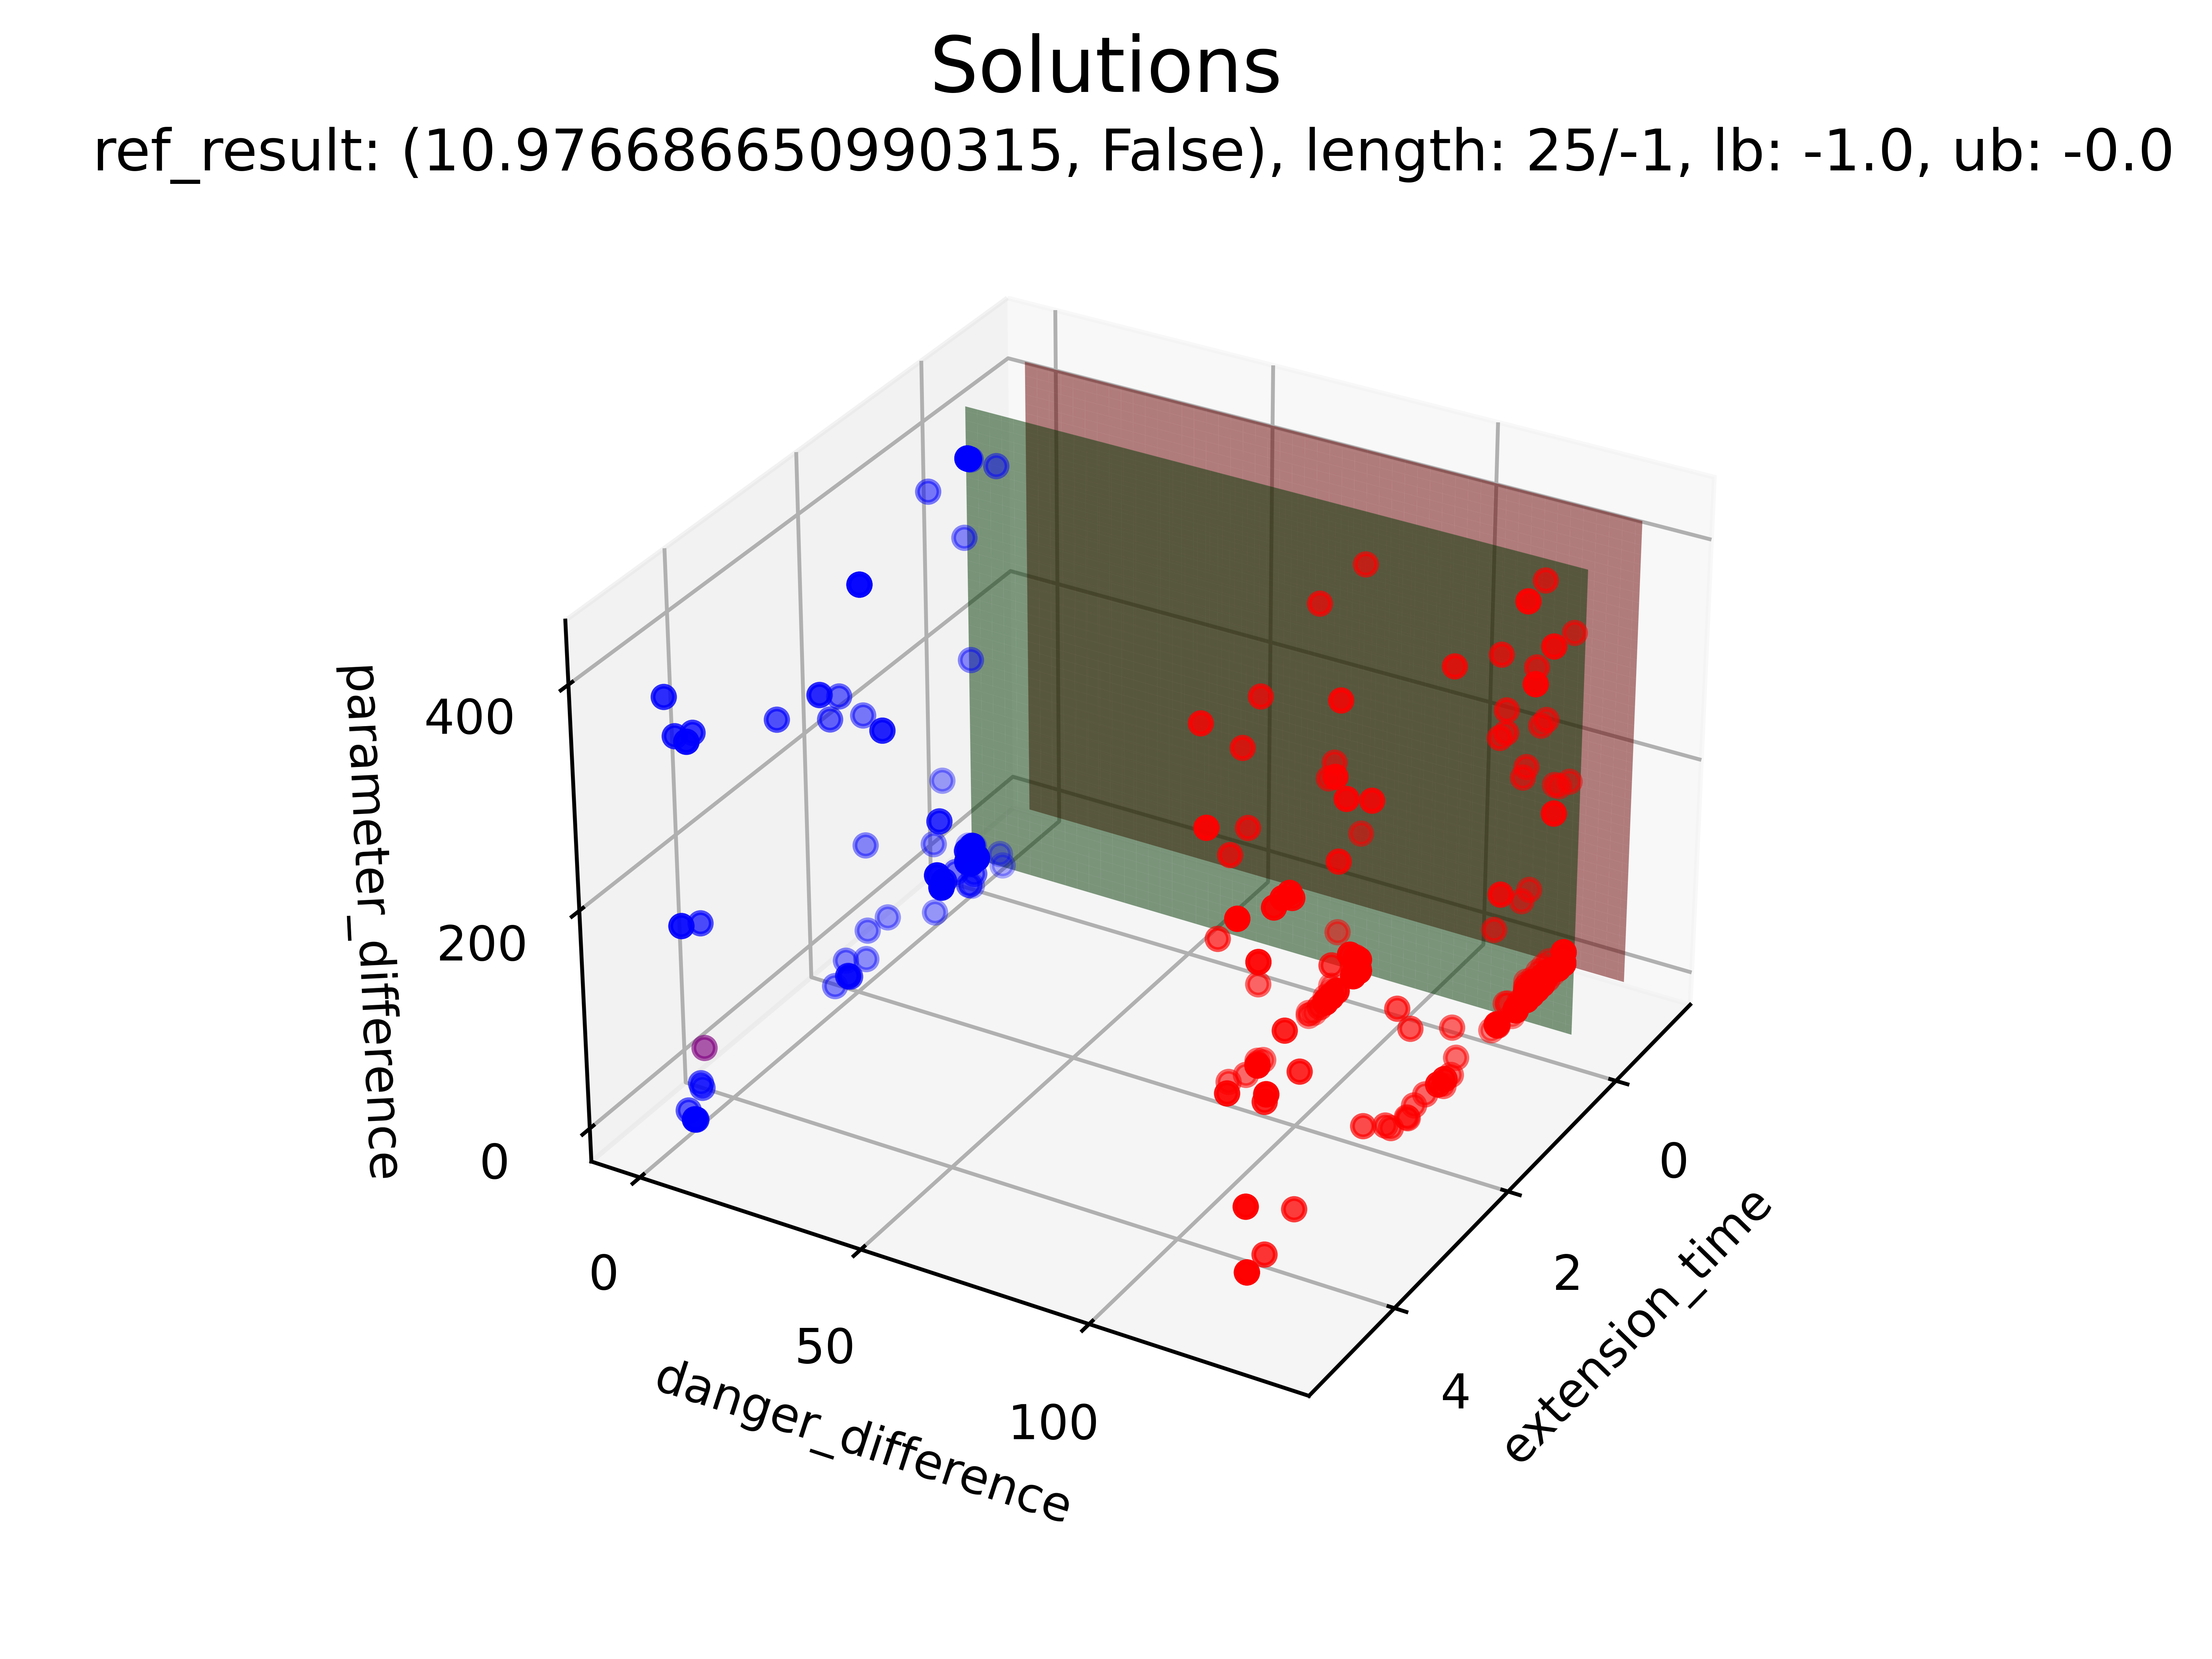 Solutions
ref_result: (10.976686650990315, False), length: 25/-1, lb: -1.0, ub: -0.0
parameter_difference
400
200
0
0
50
100
danger_difference
0
2
4
extension_time